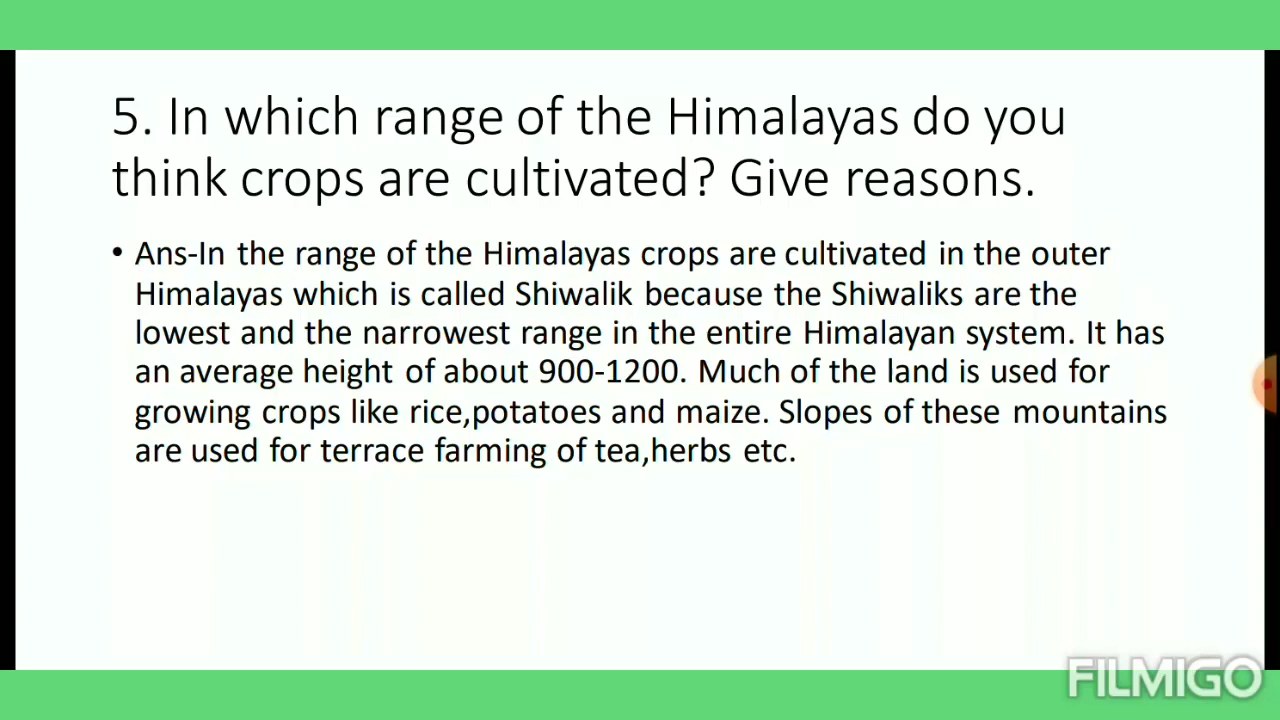 5. In which range of the Himalayas do you
think crops are cultivated? Give reasons.
• Ans-In the range of the Himalayas crops are cultivated in the outer
Himalayas which is called Shiwalik because the Shiwaliks are the
lowest and the narrowest range in the entire Himalayan system. It has
an average height of about 900-1200. Much of the land is used for
growing crops like rice,potatoes and maize. Slopes of these mountains
are used for terrace farming of tea,herbs etc.
FILMIGO